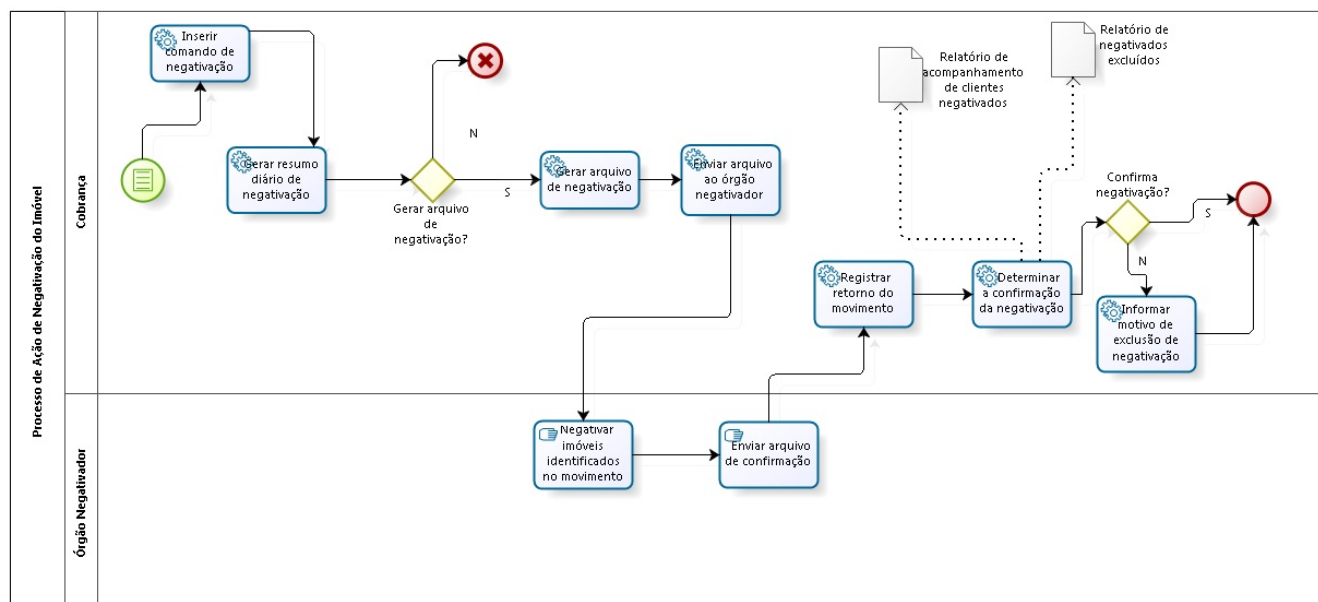 Processo de Ação de Negativação do Imóvel
Cobrança
Inserir
comando de
negativação
Gerar resumo
diário de
negativação
N
Gerar arquivo
de
negativação?
S
Gerar arquivo
de negativação
Enviar arquivo
ao órgão
negativador
Relatório de
acompanhamento
de clientes
negativados
Relatório de
negativados
excluídos
Registrar
retorno do
movimento
Determinar
a confirmação
da negativação
Confirma
negativação?
S
N
Informar
motivo de
exclusão de
negativação
Órgão Negativador
Negativar
imóveis
identificados
no movimento
Enviar arquivo
de confirmação